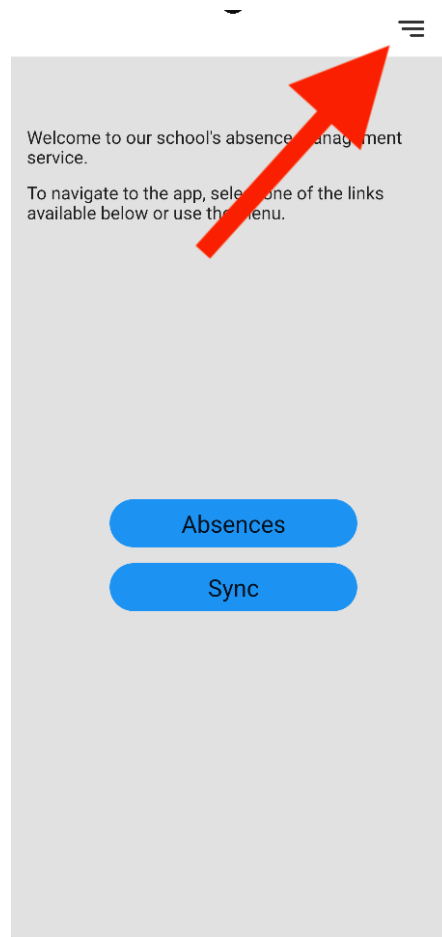 Welcome to our school's absence
service.
To navigate to the app, one of the links
available below or use
Absences
Sync